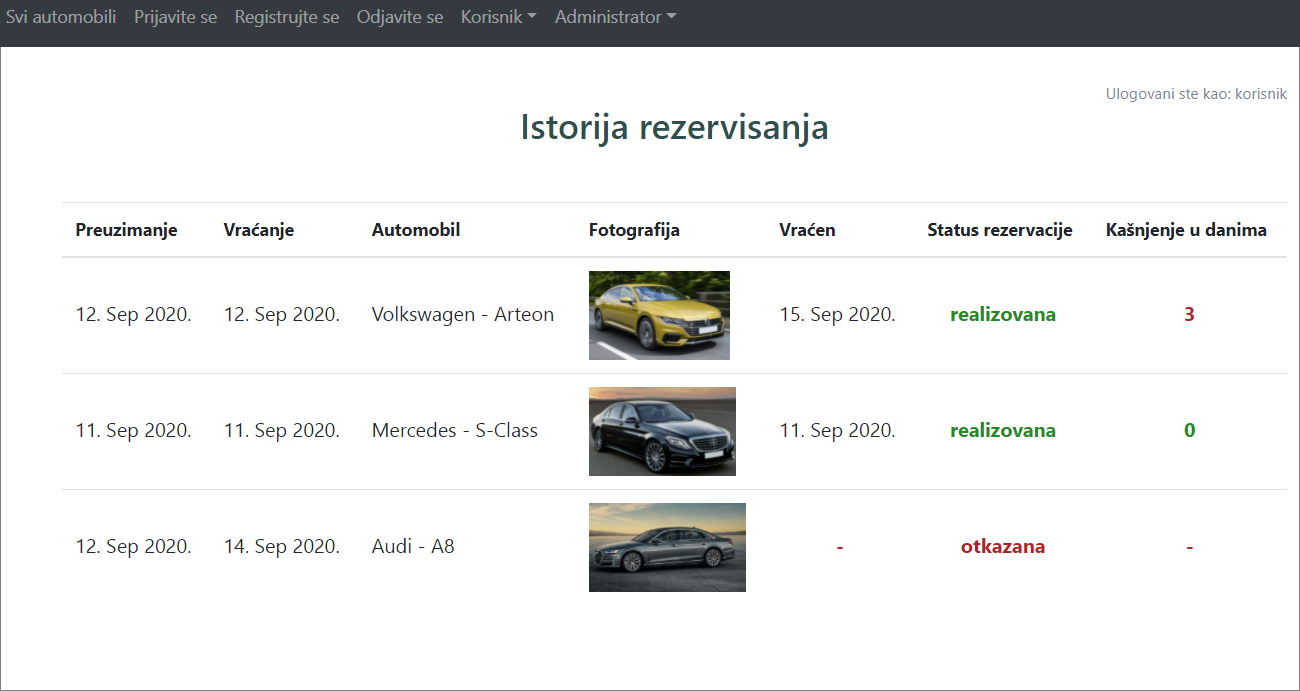 Svi automobili Prijavite se Registrujte se Odjavite se Korisnik Administrator
Ulogovani ste kao: korisnik
Istorija rezervisanja
Preuzimanje Vraćanje Automobil Fotografija Vraćen Status rezervacije Kašnjenje u danima
12. Sep 2020. 12. Sep 2020. Volkswagen - Arteon 15. Sep 2020. realizovana 3
11. Sep 2020. 11. Sep 2020. Mercedes - S-Class 11. Sep 2020. realizovana 0
12. Sep 2020. 14. Sep 2020. Audi - A8 - otkazana -